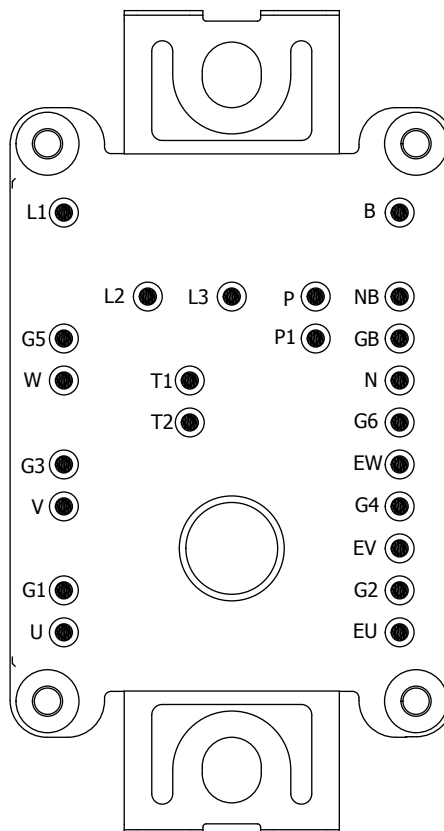 L1 B
L2 L3 P NB
G5 P1 GB
W T1 N
T2 G6
G3 EW
V G4
EV
G1 G2
U EU